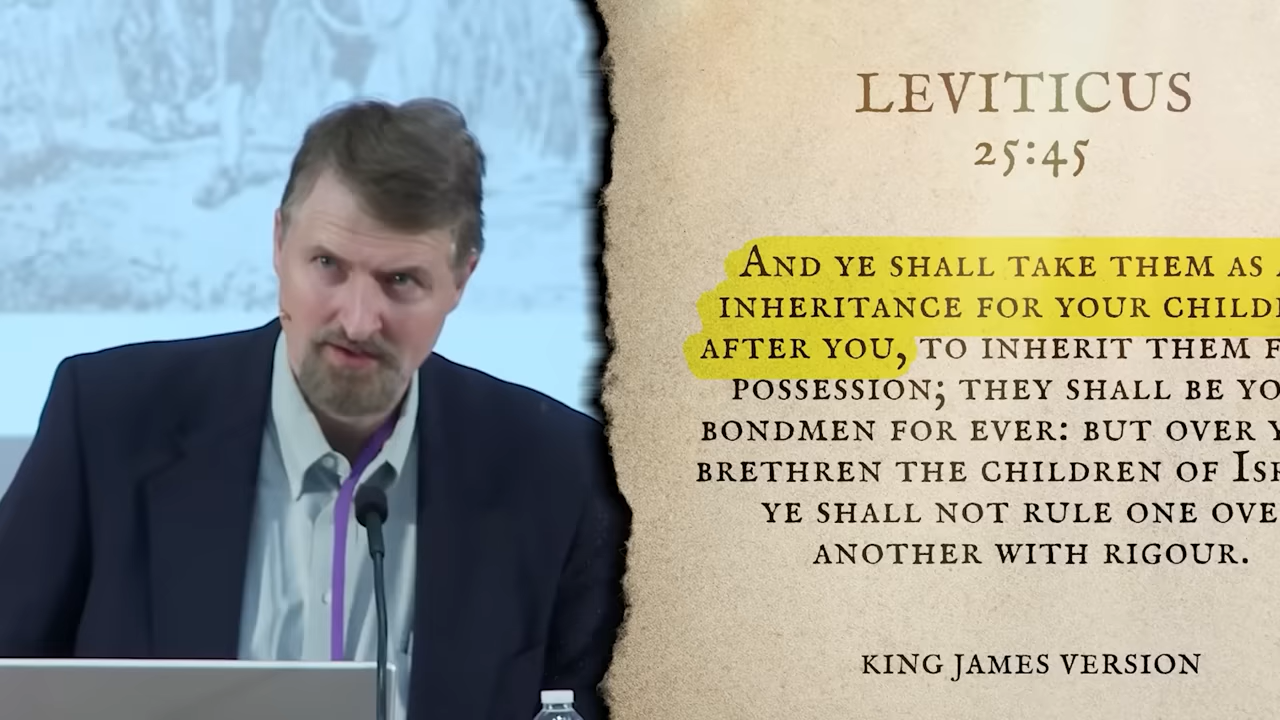 LEVITICUS
25:45
AND YE SHALL TAKE THEM AS
INHERITANCE FOR YOUR
AFTER YOU, TO INHERIT THEM
POSSESSION; THEY SHALL BE
BONDMEN FOR EVER: BUT OVER
BRETHREN THE CHILDREN OF
YE SHALL NOT RULE ONE
ANOTHER WITH RIGOUR.
KING JAMES VERSION